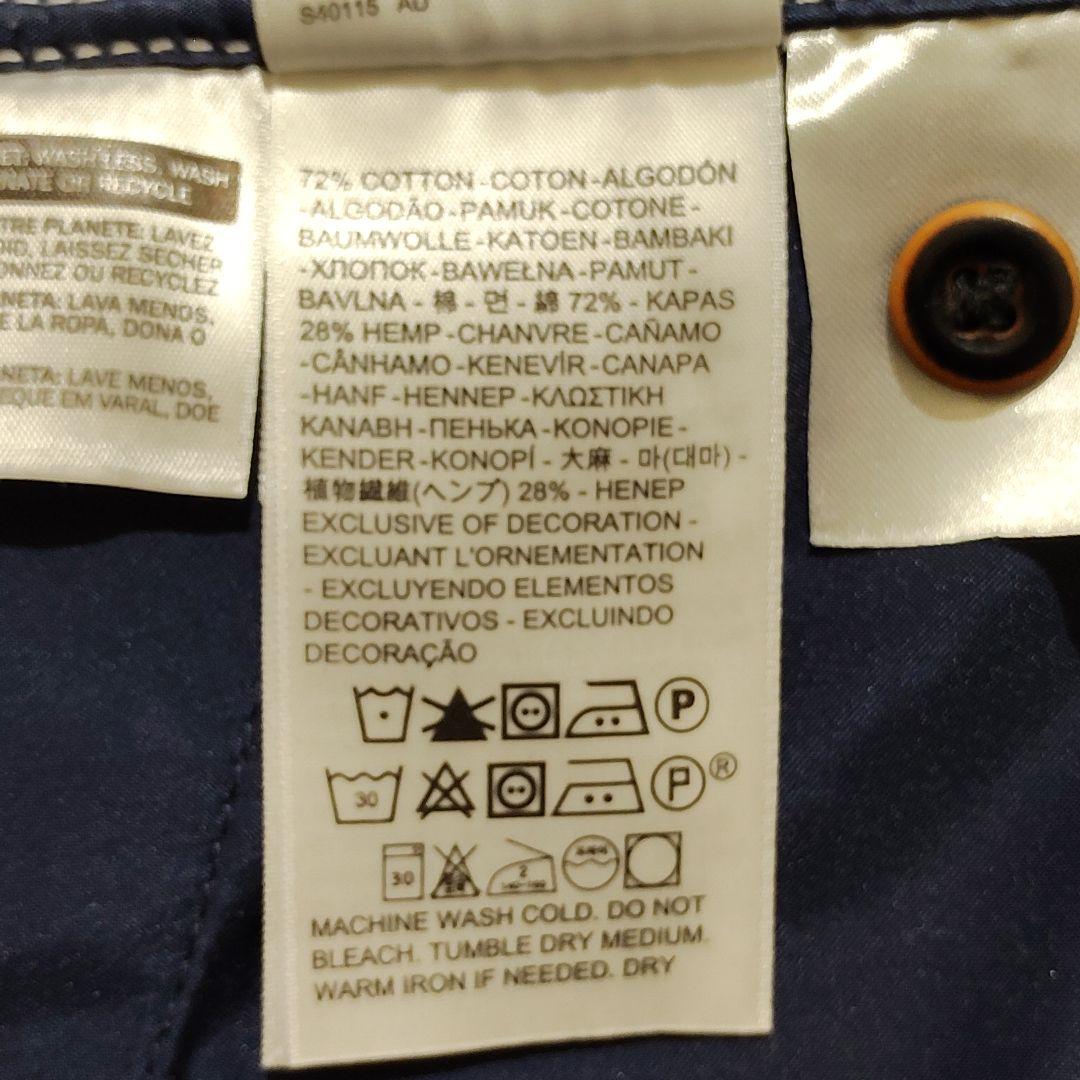 S40115 AD
WASH LESS, WASH
OR RECYCLE
TRE PLANETE: LAVEZ
OID, LAISSEZ SECHER
ONNEZ OU RECYCLEZ
NETA: LAVA MENOS,
E LA ROPA, DONA O
NETA: LAVE MENOS,
EQUE EM VARAL, DOE
72% COTTON-COTON-ALGODÓN
-ALGODÃO-PAMUK-COTONE-
BAUMWOLLE-KATOEN-BAMBAKI
-ХЛОПОК-BAWEŁNA-PAMUT-
BAVLNA - 棉 - 면 - 綿 72% - KAPAS
28% HEMP-CHANVRE-CAÑAMO
-CÂNHAMO-KENEVİR-CANAPA
-HANF-HENNEP-ΚΛΩΣΤΙΚΗ
ΚΑΝΑΒΗ-ПЕНЬКА-KONOPIE-
KENDER-KONOPÍ - 大麻 - 마(대마) -
植物繊維(ヘンプ) 28% - HENEP
EXCLUSIVE OF DECORATION -
EXCLUANT L'ORNEMENTATION
- EXCLUYENDO ELEMENTOS
DECORATIVOS - EXCLUINDO
DECORAÇÃO
P
30 P®
30 2
MACHINE WASH COLD. DO NOT
BLEACH. TUMBLE DRY MEDIUM.
WARM IRON IF NEEDED. DRY